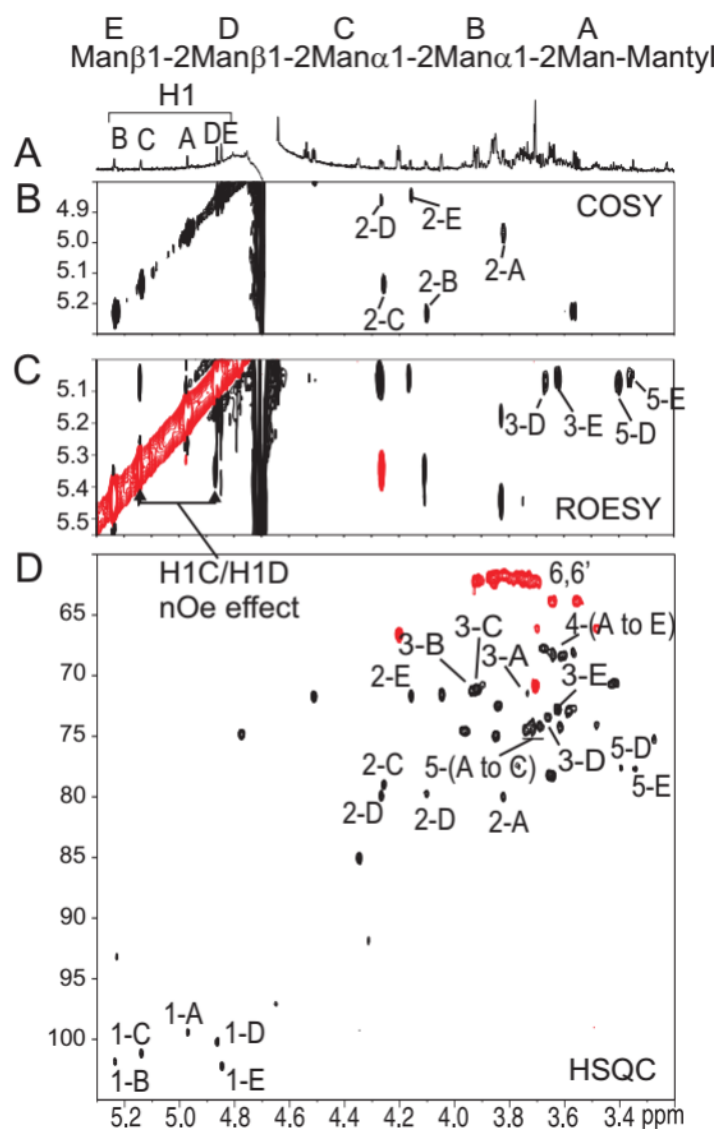 E D C B A
Manβ1-2Manβ1-2Manα1-2Manα1-2Man-Mantyl
H1
B C A D E
A
B
COSY
4.9
5.0
5.1
5.2
2-D
2-E
2-A
2-B
2-C
C
5.1
5.2
5.3
5.4
5.5
3-D
3-E
5-D
5-E
ROESY
H1C/H1D
nOe effect
D
65
70
75
80
85
90
95
100
6,6'
4-(A to E)
3-C
3-B
3-A
2-E
3-E
5-(A to C)
3-D
5-D
5-E
2-C
2-D
2-D
2-A
1-A
1-C
1-D
1-B
1-E
HSQC
5.2 5.0 4.8 4.6 4.4 4.2 4.0 3.8 3.6 3.4 ppm